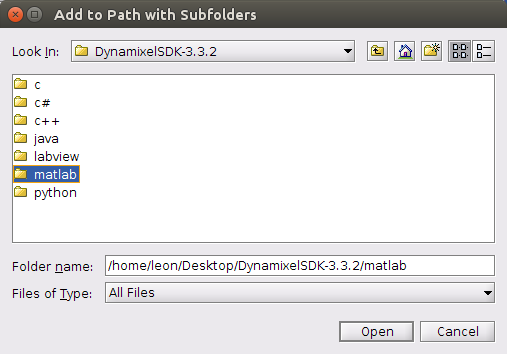 Add to Path with Subfolders
Look In: DynamixelSDK-3.3.2
c
c#
c++
java
labview
matlab
python
Folder name: /home/leon/Desktop/DynamixelSDK-3.3.2/matlab
Files of Type: All Files
Open Cancel